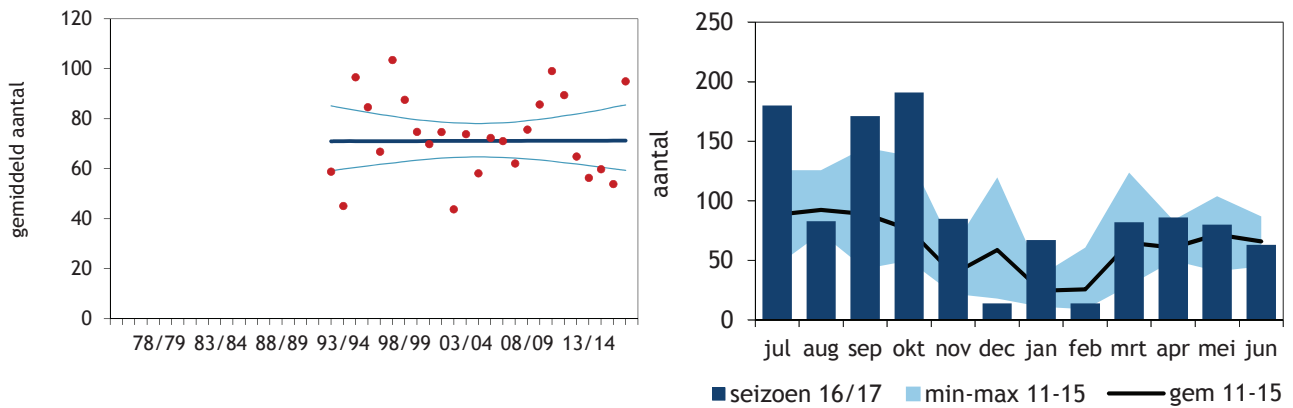 gemiddeld aantal
120
100
80
60
40
20
0
78/79 83/84 88/89 93/94 98/99 03/04 08/09 13/14
aantal
250
200
150
100
50
0
jul aug sep okt nov dec jan feb mrt apr mei jun
seizoen 16/17 min-max 11-15 gem 11-15